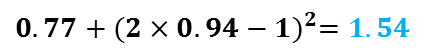 0.77 + (2 × 0.94 − 1)²= 1.54